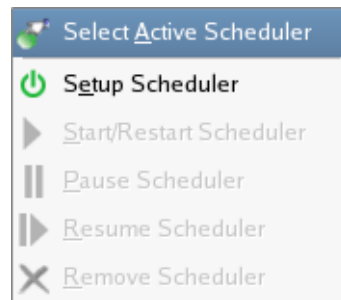 Select Active Scheduler
Setup Scheduler
Start/Restart Scheduler
Pause Scheduler
Resume Scheduler
Remove Scheduler